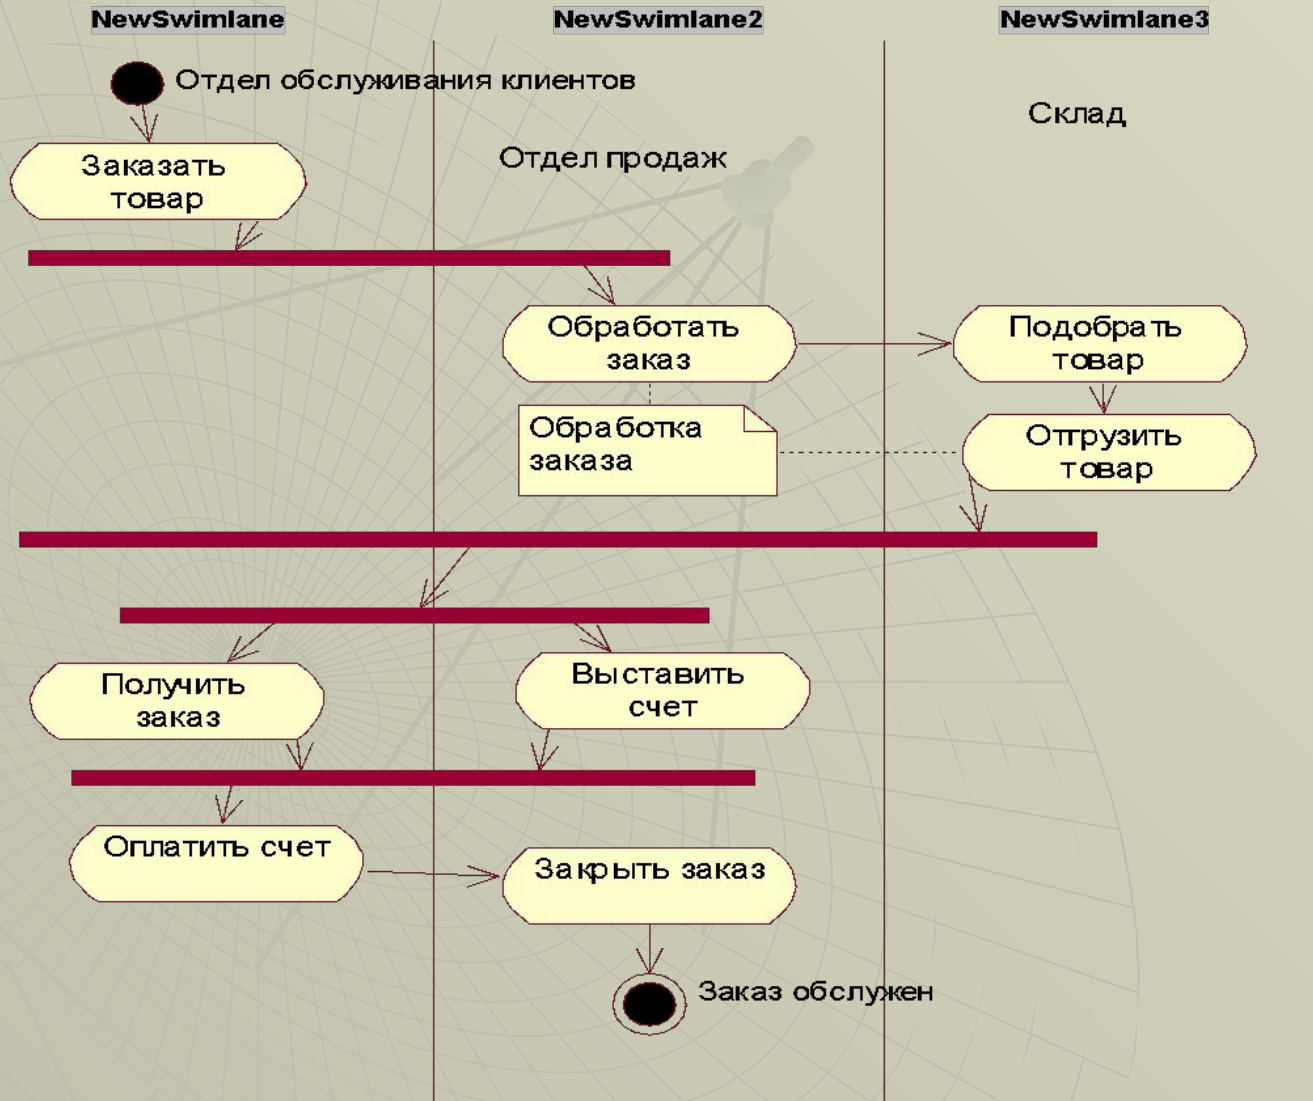 NewSwimlane
NewSwimlane2
NewSwimlane3
Отдел обслуживания клиентов
Склад
Отдел продаж
Заказать
товар
Обработать
заказ
Подобрать
товар
Обработка
заказа
Отгрузить
товар
Получить
заказ
Выставить
счет
Оплатить счет
Закрыть заказ
Заказ обслужен